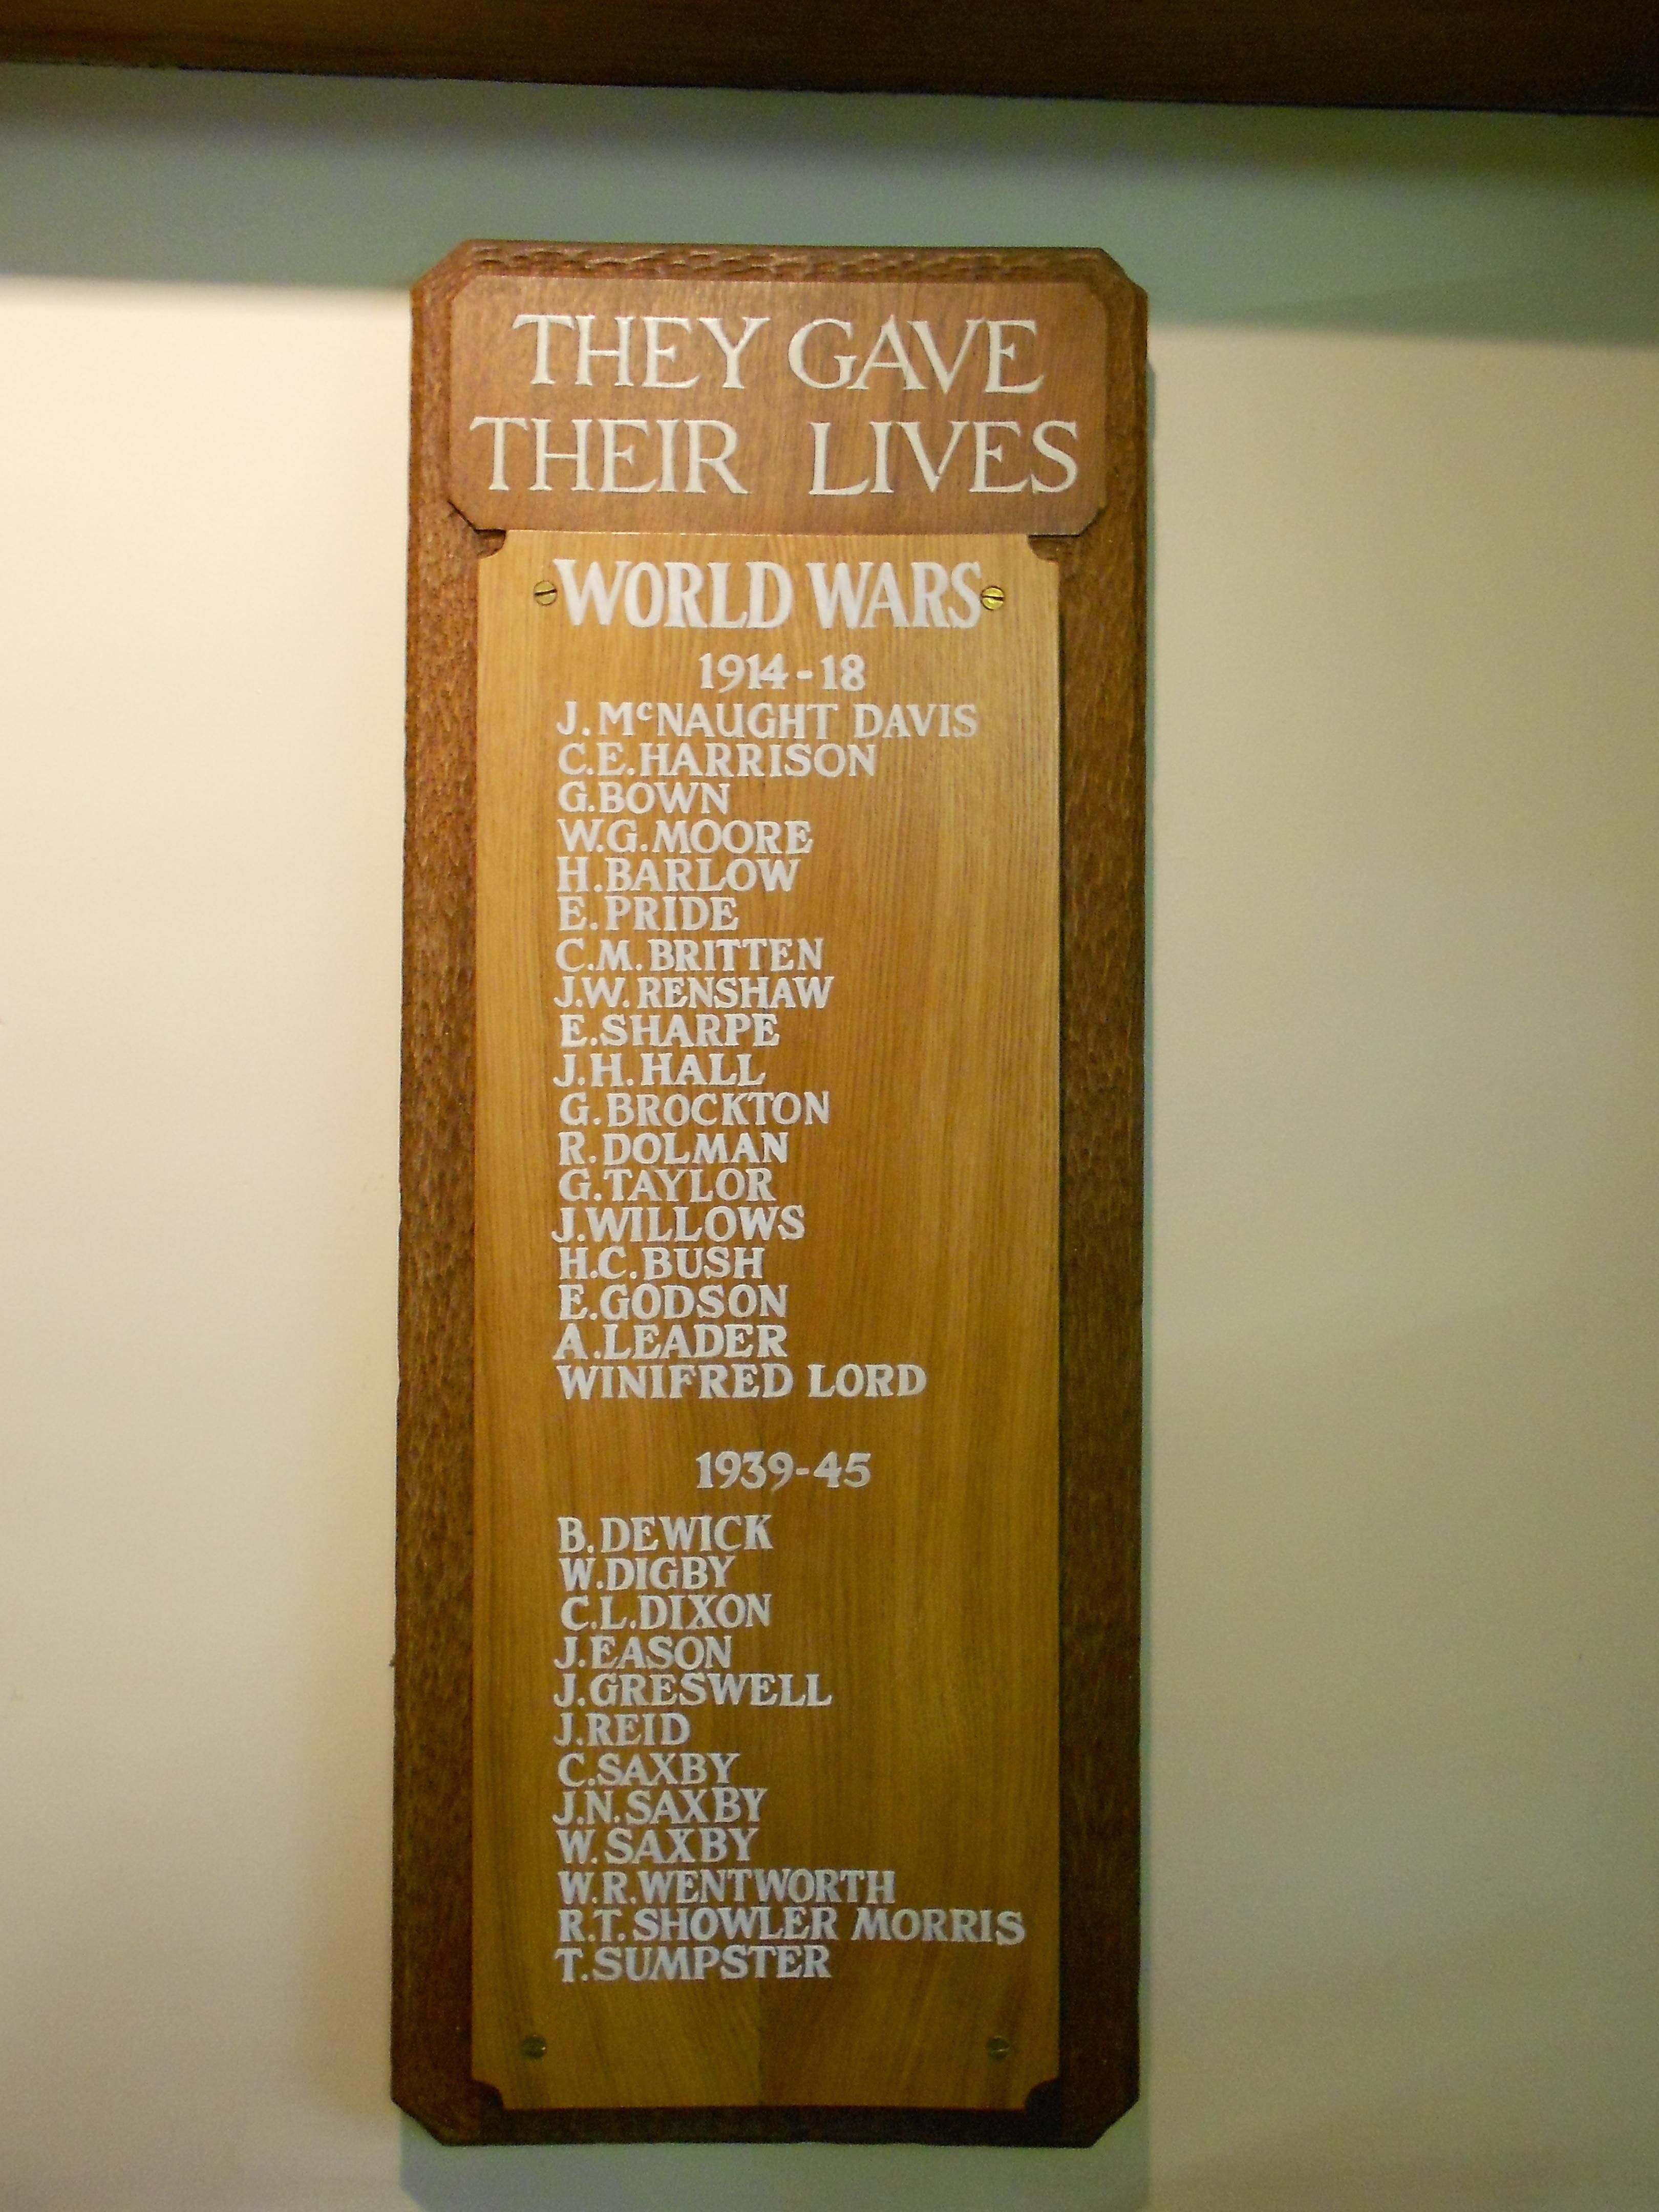 THEY GAVE
THEIR LIVES
WORLD WARS
1914-18
J. McNAUGHT DAVIS
C.E. HARRISON
G. BOWN
W.G. MOORE
H. BARLOW
E. PRIDE
C.M. BRITTEN
J.W. RENSHAW
E. SHARPE
J.H. HALL
G. BROCKTON
R. DOLMAN
G. TAYLOR
J. WILLOWS
H.C. BUSH
E. GODSON
A. LEADER
WINIFRED LORD
1939-45
B. DEWICK
W. DIGBY
C.L. DIXON
J. EASON
J. GRESWELL
J. REID
C. SAXBY
J.N. SAXBY
W. SAXBY
W.R. WENTWORTH
R.T. SHOWLER MORRIS
T. SUMPSTER